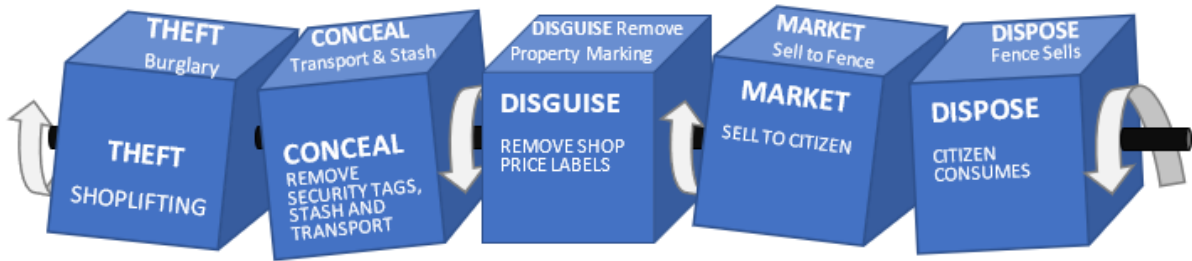 THEFT
Burglary
THEFT
SHOPLIFTING
CONCEAL
Transport & Stash
CONCEAL
REMOVE
SECURITY TAGS,
STASH AND
TRANSPORT
DISGUISE Remove
Property Marking
DISGUISE
REMOVE SHOP
PRICE LABELS
MARKET
Sell to Fence
MARKET
SELL TO CITIZEN
DISPOSE
Fence Sells
DISPOSE
CITIZEN
CONSUMES